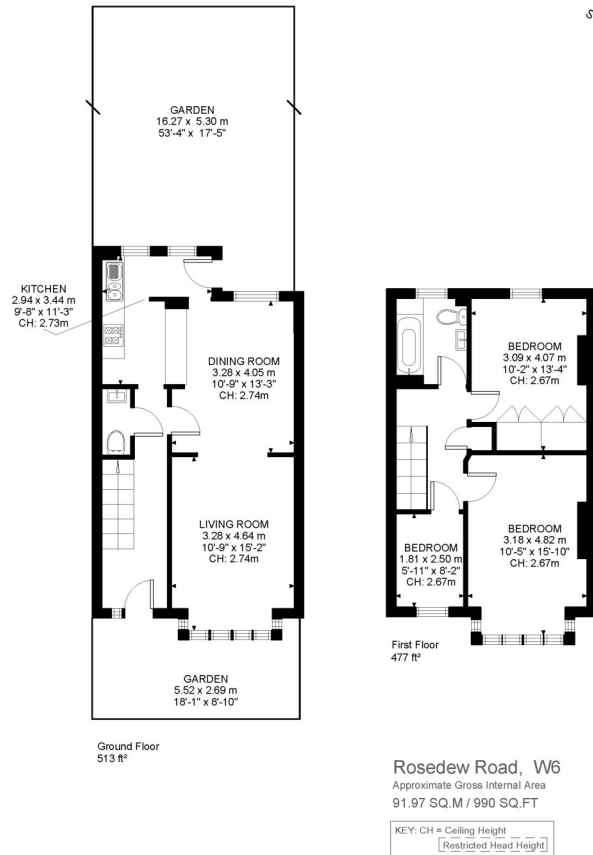 GARDEN
16.27 x 5.30 m
53'-4" x 17'-5"
KITCHEN
2.94 x 3.44 m
9'-8" x 11'-3"
CH: 2.73m
DINING ROOM
3.28 x 4.05 m
10'-9" x 13'-3"
CH: 2.74m
LIVING ROOM
3.28 x 4.64 m
10'-9" x 15'-2"
CH: 2.74m
GARDEN
5.52 x 2.69 m
18'-1" x 8'-10"
Ground Floor
513 ft²
BEDROOM
3.09 x 4.07 m
10'-2" x 13'-4"
CH: 2.67m
BEDROOM
3.18 x 4.82 m
10'-5" x 15'-10"
CH: 2.67m
BEDROOM
1.81 x 2.50 m
5'-11" x 8'-2"
CH: 2.67m
First Floor
477 ft²
Rosedew Road, W6
Approximate Gross Internal Area
91.97 SQ.M / 990 SQ.FT
KEY: CH = Ceiling Height
Restricted Head Height